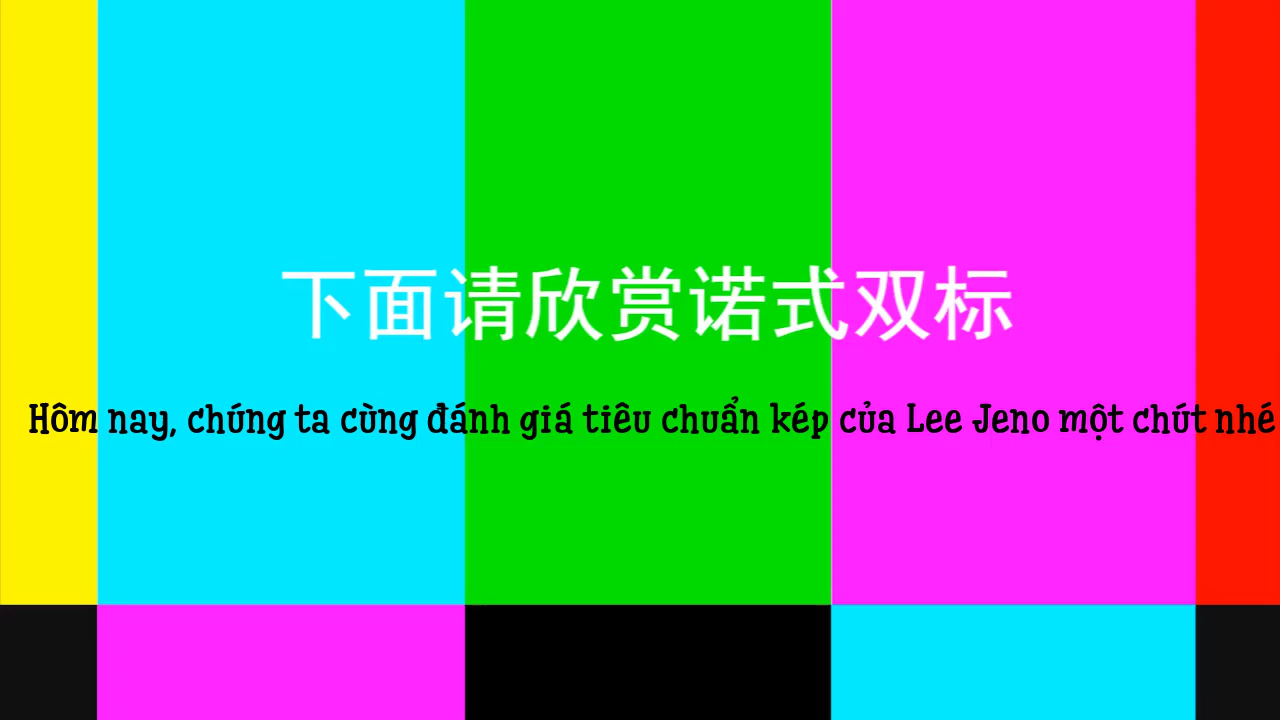 下面请欣赏诺式双标
Hôm nay, chúng ta cùng đánh giá tiêu chuẩn kép của Lee Jeno một chút nhé